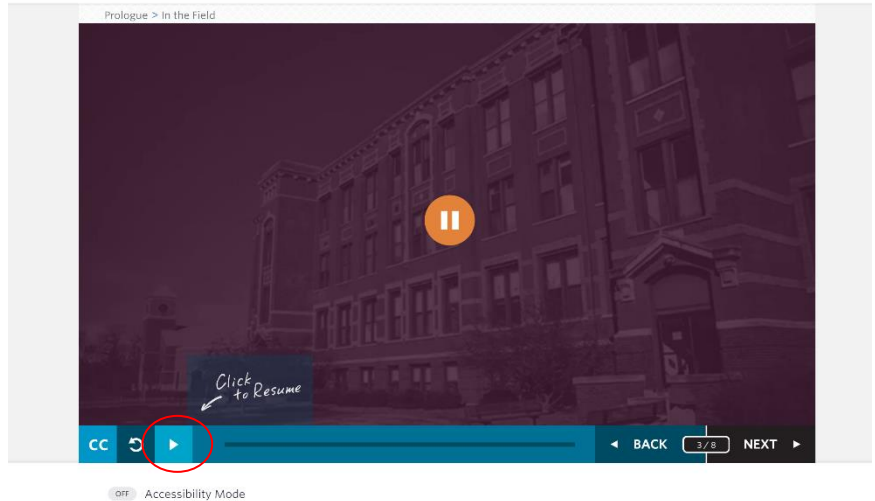 Prologue > In the Field
Click
to Resume
CC
BACK
3/8
NEXT
OFF Accessibility Mode